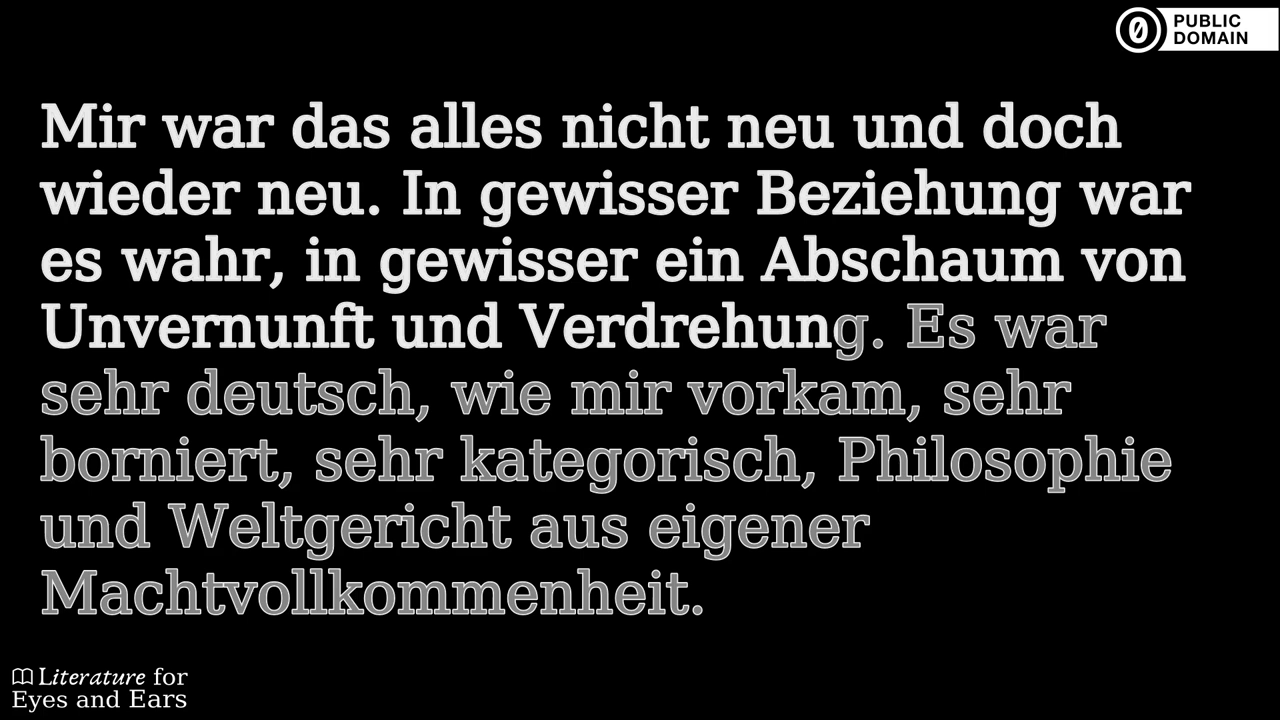 PUBLIC
DOMAIN
Mir war das alles nicht neu und doch
wieder neu. In gewisser Beziehung war
es wahr, in gewisser ein Abschaum von
Unvernunft und Verdrehung. Es war
sehr deutsch, wie mir vorkam, sehr
borniert, sehr kategorisch, Philosophie
und Weltgericht aus eigener
Machtvollkommenheit.
Literature for
Eyes and Ears